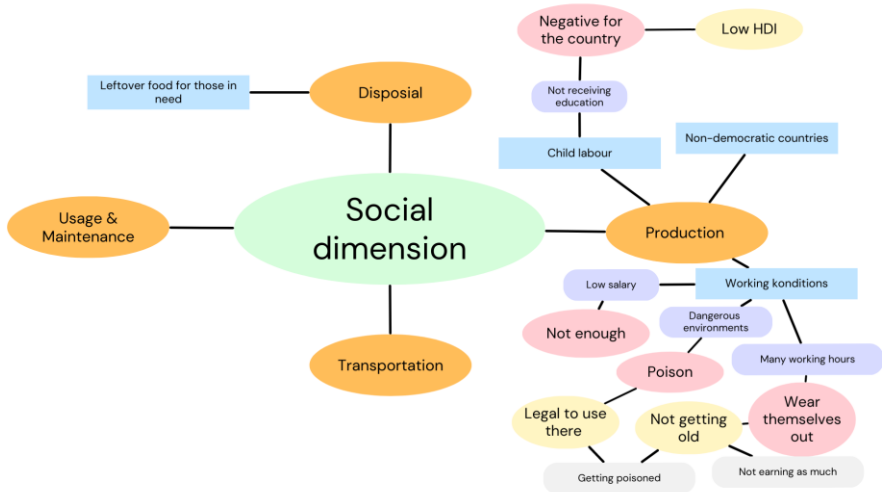 Negative for
the country
Low HDI
Leftover food for those in
need
Disposial
Not receiving
education
Child labour
Non-democratic countries
Usage &
Maintenance
Social
dimension
Production
Low salary
Working konditions
Not enough
Dangerous
environments
Transportation
Many working hours
Poison
Legal to use
there
Not getting
old
Wear
themselves
out
Getting poisoned
Not earning as much